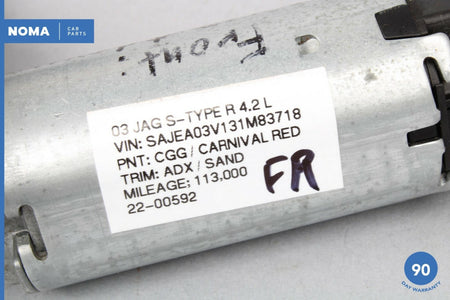 NOMA CAR PARTS
Front:
03 JAG S-TYPE R 4.2 L
VIN: SAJEA03V131M83718
PNT: CGG / CARNIVAL RED
TRIM: ADX / SAND
MILEAGE; 113,000
22-00592
FR
90
DAY WARRANTY